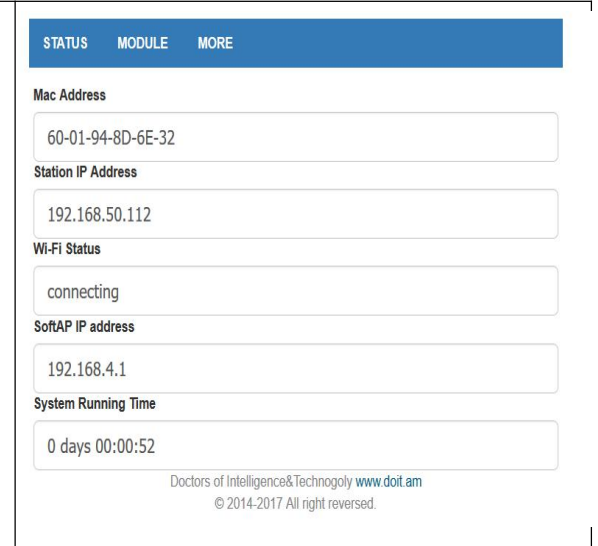 STATUS MODULE MORE
Mac Address
60-01-94-8D-6E-32
Station IP Address
192.168.50.112
Wi-Fi Status
connecting
SoftAP IP address
192.168.4.1
System Running Time
0 days 00:00:52
Doctors of Intelligence&Technogoly www.doit.am
© 2014-2017 All right reversed.